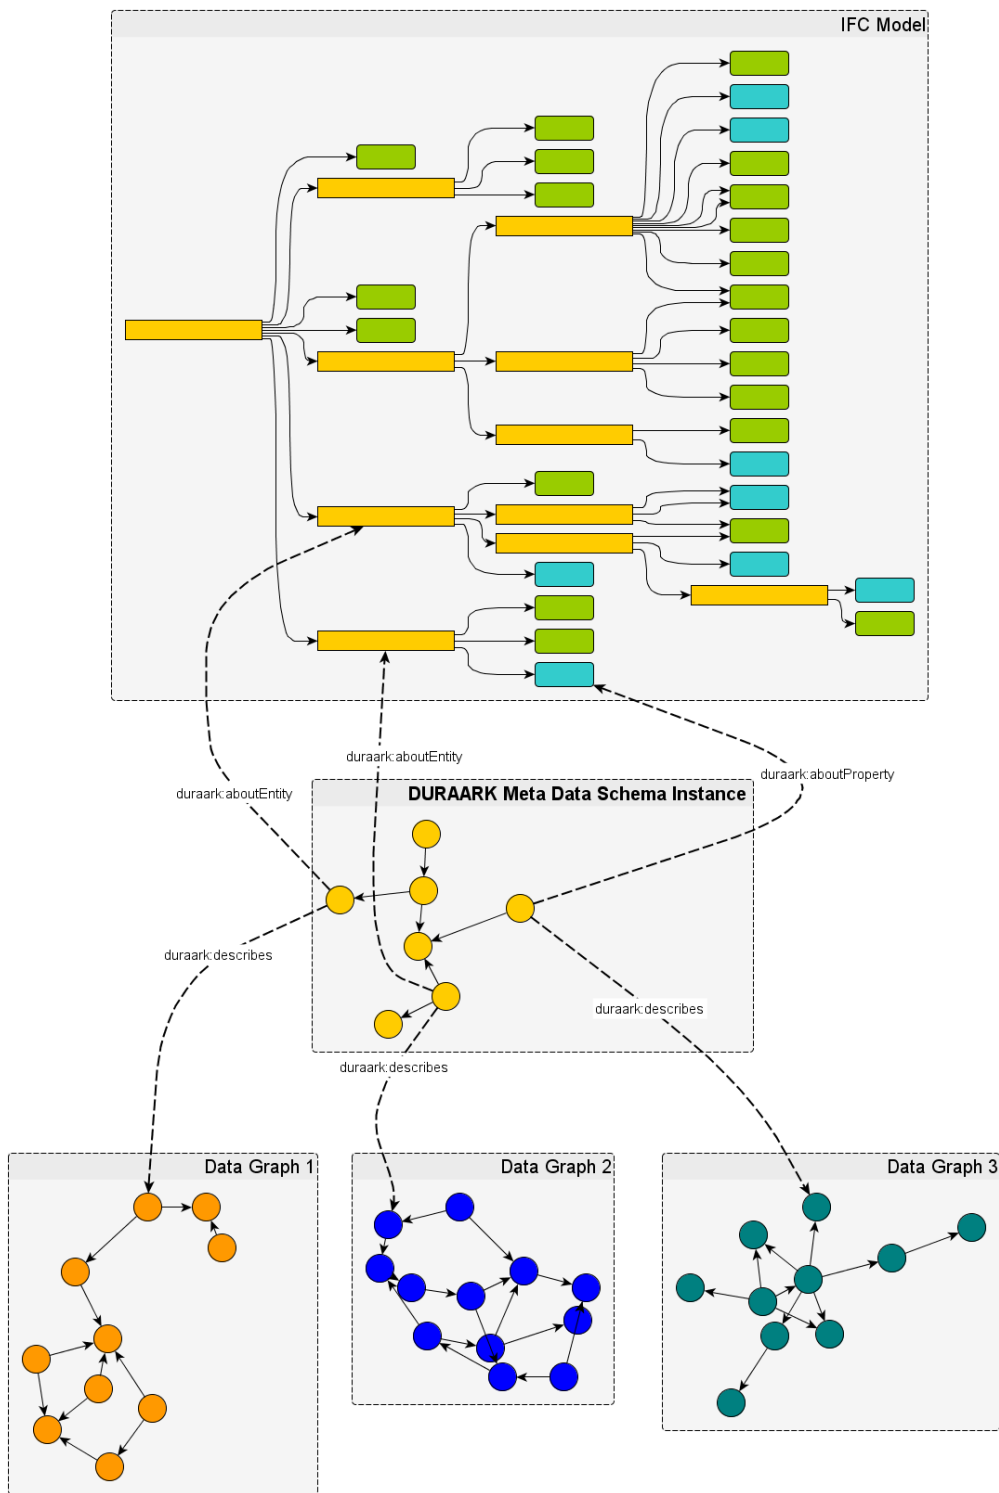 IFC Model
duraark:aboutEntity
duraark:aboutProperty
duraark:aboutEntity
DURAARK Meta Data Schema Instance
duraark:describes
duraark:describes
duraark:describes
Data Graph 1
Data Graph 2
Data Graph 3